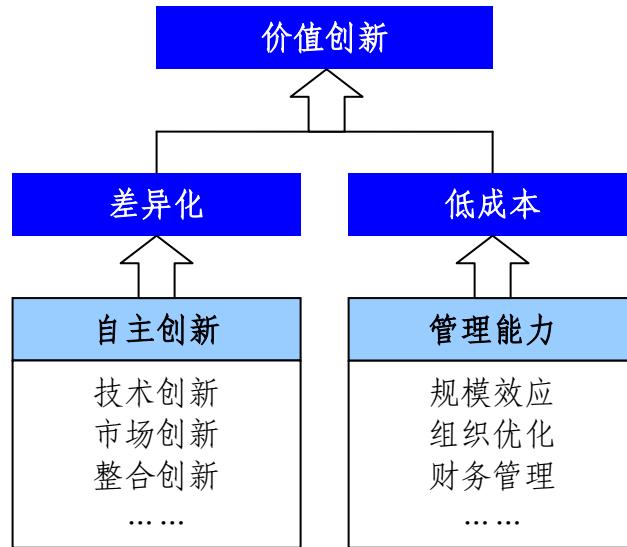 价值创新
差异化
低成本
自主创新
管理能力
技术创新
市场创新
整合创新
……
规模效应
组织优化
财务管理
……